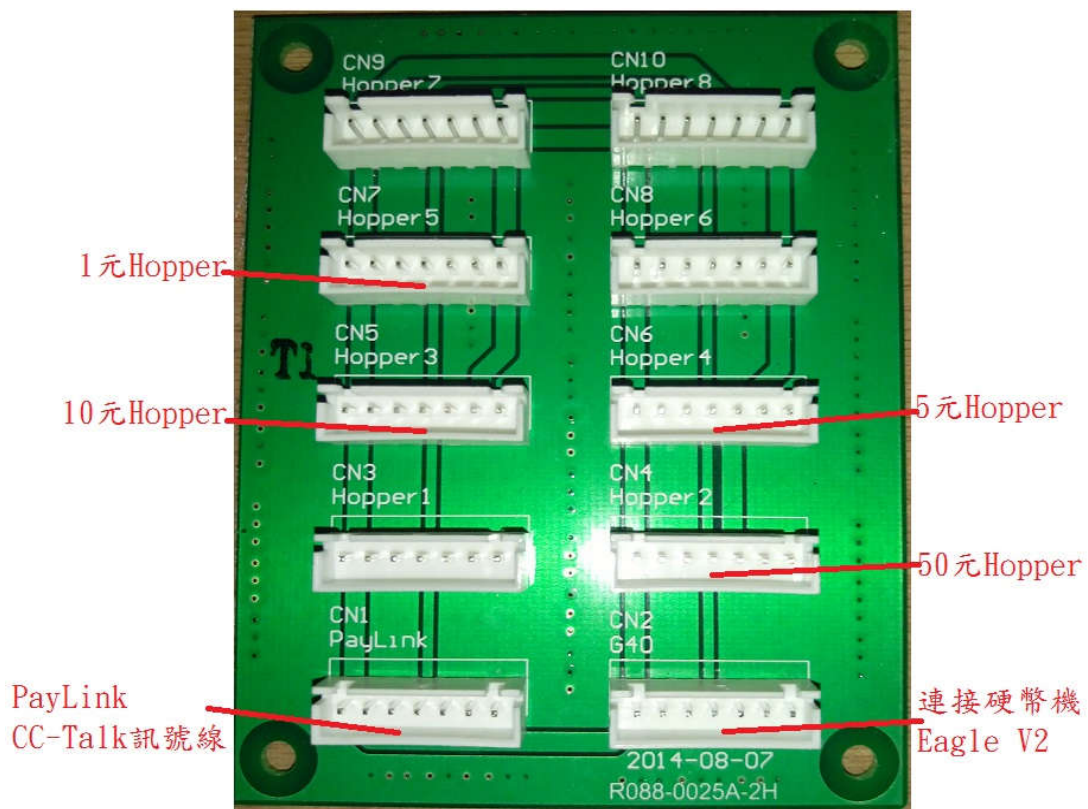 CN9
Hopper7
CN10
Hopper8
CN7
Hopper5
CN8
Hopper6
1元Hopper
CN5
Hopper3
CN6
Hopper4
T1
10元Hopper
5元Hopper
CN3
Hopper1
CN4
Hopper2
50元Hopper
CN1
PayLink
CN2
G40
PayLink
CC-Talk訊號線
連接硬幣機
Eagle V2
2014-08-07
R088-0025A-2H